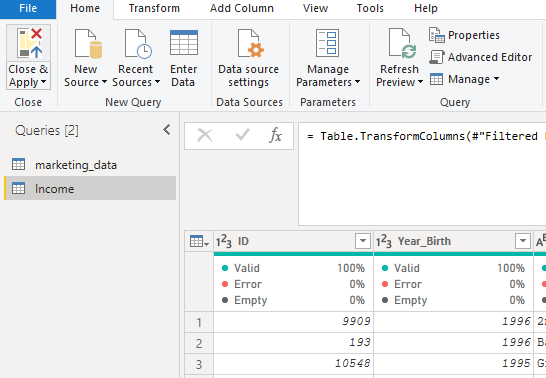 File Home Transform Add Column View Tools Help
Close & Apply
New Source
Recent Sources
Enter Data
Data source settings
Manage Parameters
Refresh Preview
Properties
Advanced Editor
Manage
Close New Query Data Sources Parameters Query
Queries [2]
= Table.TransformColumns(#"Filtered
marketing_data
Income
1²3 ID 1²3 Year_Birth
Valid 100% Valid 100%
Error 0% Error 0%
Empty 0% Empty 0%
1 9909 1996
2 193 1996
3 10548 1995